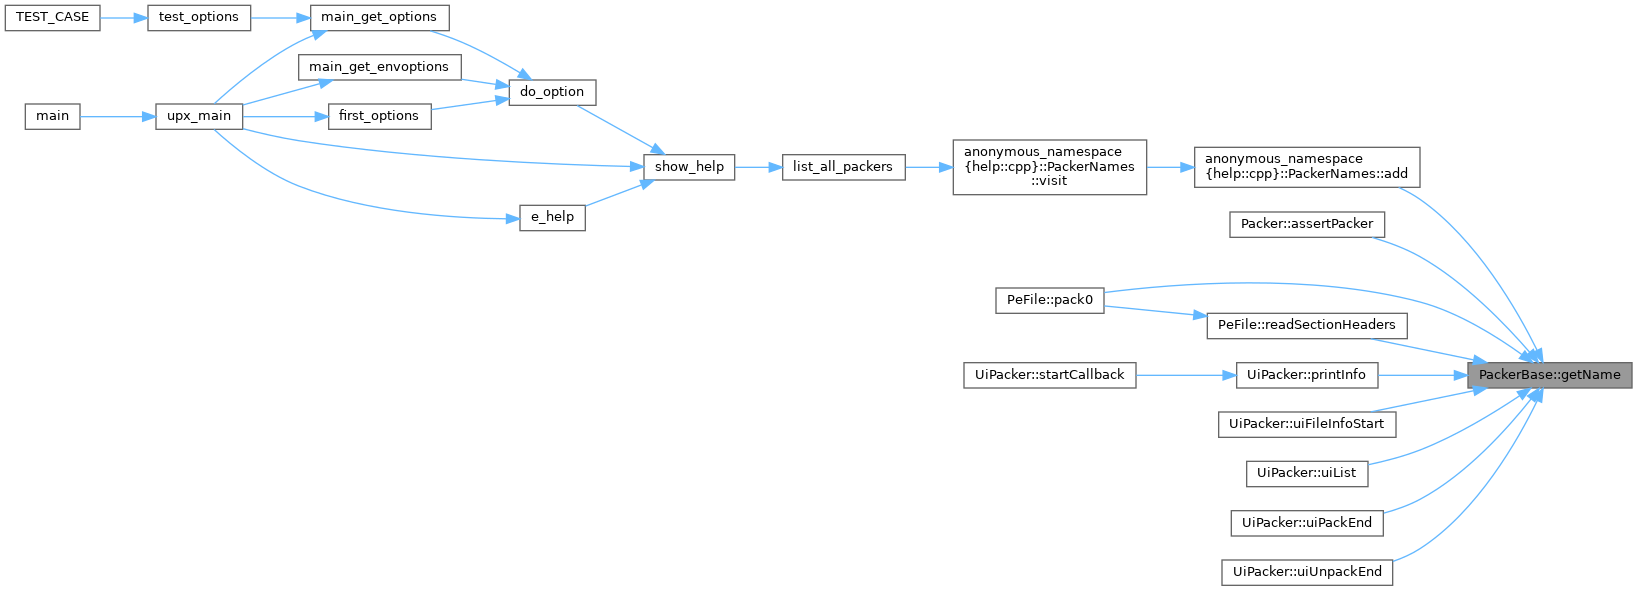 TEST_CASE
test_options
main_get_options
main_get_envoptions
do_option
main
upx_main
first_options
show_help
list_all_packers
anonymous_namespace
{help::cpp}::PackerNames
::visit
anonymous_namespace
{help::cpp}::PackerNames::add
e_help
Packer::assertPacker
PeFile::pack0
PeFile::readSectionHeaders
UiPacker::startCallback
UiPacker::printInfo
PackerBase::getName
UiPacker::uiFileInfoStart
UiPacker::uiList
UiPacker::uiPackEnd
UiPacker::uiUnpackEnd